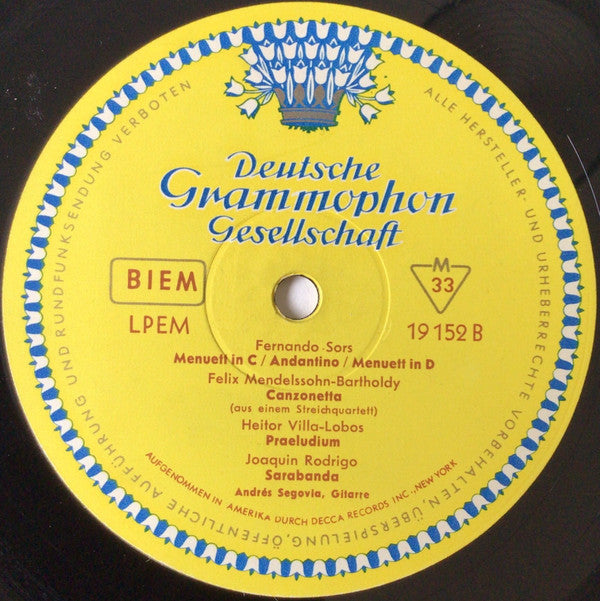 Deutsche
Grammophon
Gesellschaft
BIEM
M
33
LPEM
19 152 B
Fernando Sors
Menuett in C / Andantino / Menuett in D
Felix Mendelssohn-Bartholdy
Canzonetta
(aus einem Streichquartett)
Heitor Villa-Lobos
Praeludium
Joaquin Rodrigo
Sarabanda
Andrés Segovia, Gitarre
AUFGENOMMEN IN AMERIKA DURCH DECCA RECORDS INC., NEW YORK
ALLE HERSTELLER- UND URHEBERRECHTE VORBEHALTEN, ÜBERSPIELUNG, ÖFFENTLICHE AUFFÜHRUNG UND RUNDFUNKSENDUNG VERBOTEN